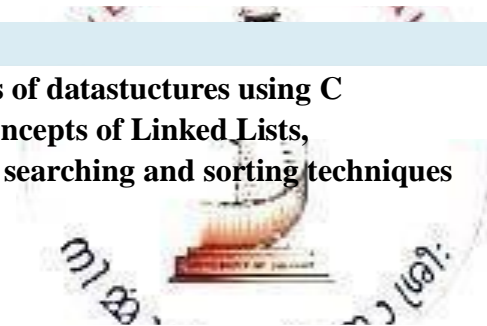 s of datastuctures using C
ncepts of Linked Lists,
searching and sorting techniques